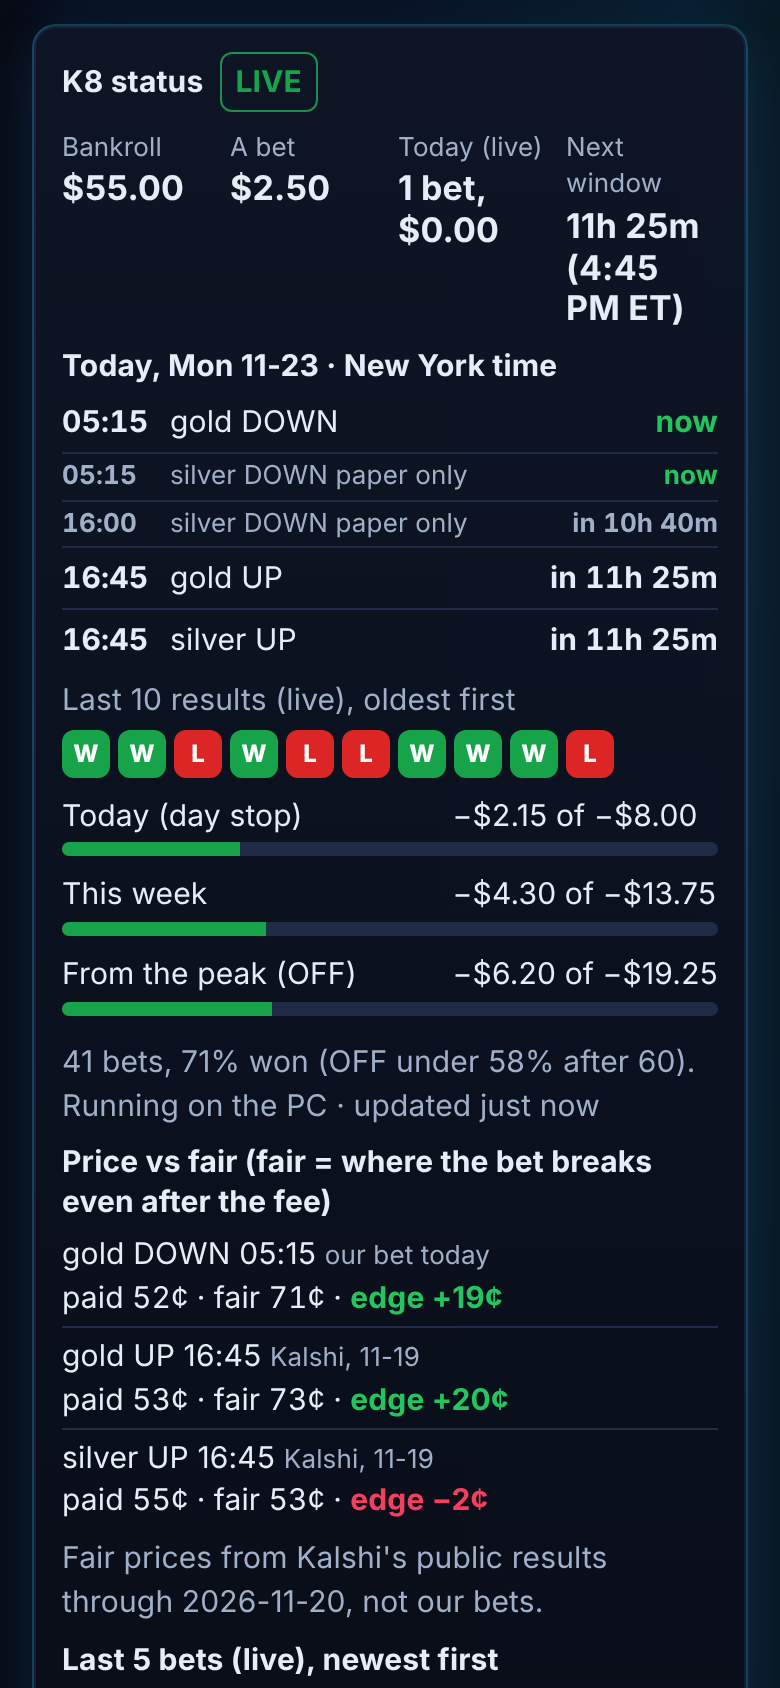 K8 status LIVE
Bankroll
$55.00
A bet
$2.50
Today (live)
1 bet,
$0.00
Next
window
11h 25m
(4:45
PM ET)
Today, Mon 11-23 · New York time
05:15 gold DOWN now
05:15 silver DOWN paper only now
16:00 silver DOWN paper only in 10h 40m
16:45 gold UP in 11h 25m
16:45 silver UP in 11h 25m
Last 10 results (live), oldest first
W W L W L L W W W L
Today (day stop) −$2.15 of −$8.00
This week −$4.30 of −$13.75
From the peak (OFF) −$6.20 of −$19.25
41 bets, 71% won (OFF under 58% after 60).
Running on the PC · updated just now
Price vs fair (fair = where the bet breaks
even after the fee)
gold DOWN 05:15 our bet today
paid 52¢ · fair 71¢ · edge +19¢
gold UP 16:45 Kalshi, 11-19
paid 53¢ · fair 73¢ · edge +20¢
silver UP 16:45 Kalshi, 11-19
paid 55¢ · fair 53¢ · edge −2¢
Fair prices from Kalshi's public results
through 2026-11-20, not our bets.
Last 5 bets (live), newest first